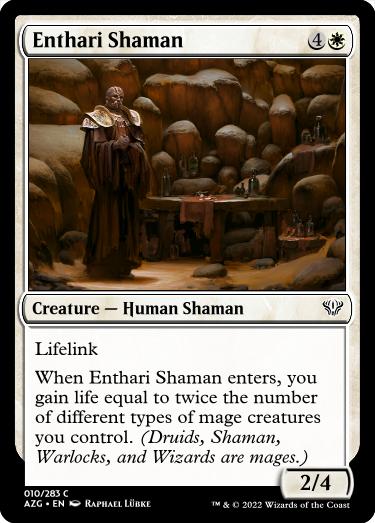 Enthari Shaman 4
Creature — Human Shaman
Lifelink
When Enthari Shaman enters, you
gain life equal to twice the number
of different types of mage creatures
you control. (Druids, Shaman,
Warlocks, and Wizards are mages.)
2/4
010/283 C
AZG • EN Raphael Lübke
™ & © 2022 Wizards of the Coast